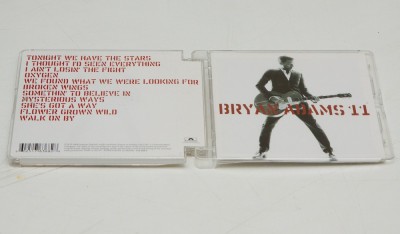 TONIGHT WE HAVE THE STARS
I THOUGHT I'D SEEN EVERYTHING
I AIN'T LOSIN' THE FIGHT
OXYGEN
WE FOUND WHAT WE WERE LOOKING FOR
BROKEN WINGS
SOMETHIN' TO BELIEVE IN
MYSTERIOUS WAYS
SHE'S GOT A WAY
FLOWER GROWN WILD
WALK ON BY
BRYAN ADAMS 11